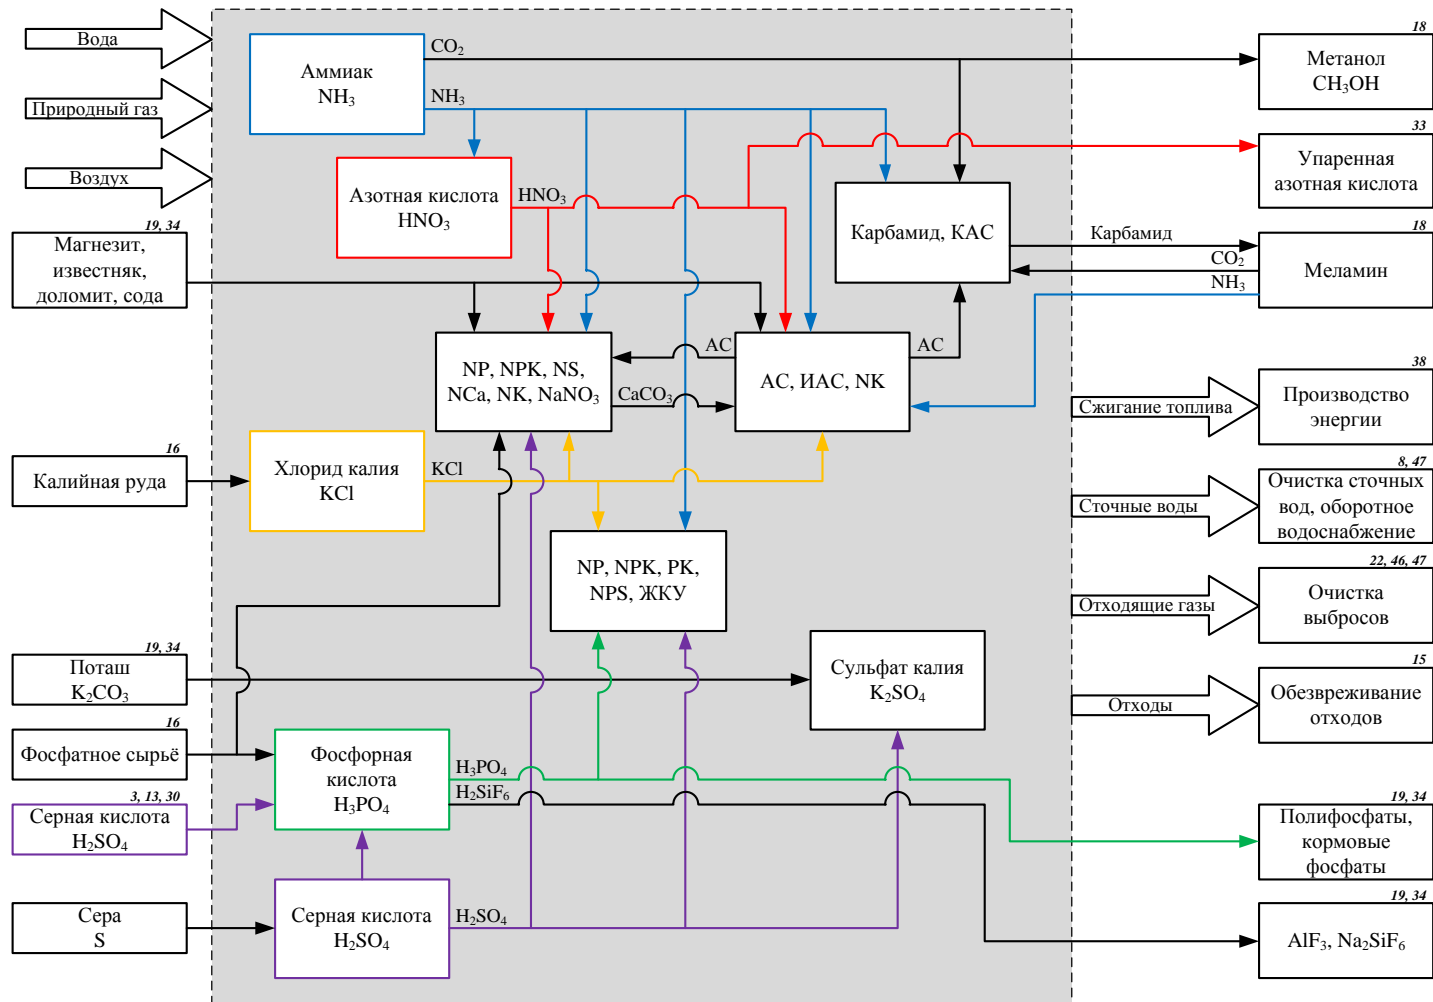 Вода
Природный газ
Воздух
19, 34
Магнезит,
известняк,
доломит, сода
16
Калийная руда
19, 34
Поташ
K₂CO₃
16
Фосфатное сырьё
3, 13, 30
Серная кислота
H₂SO₄
Сера
S
Аммиак
NH₃
CO₂
NH₃
Азотная кислота
HNO₃
HNO₃
Карбамид, КАС
NP, NPK, NS,
NCa, NK, NaNO₃
АС
CaCO₃
АС, ИАС, NK
АС
Хлорид калия
KCl
KCl
NP, NPK, PK,
NPS, ЖКУ
Сульфат калия
K₂SO₄
Фосфорная
кислота
H₃PO₄
H₃PO₄
H₂SiF₆
Серная кислота
H₂SO₄
H₂SO₄
Карбамид
CO₂
NH₃
Сжигание топлива
Сточные воды
Отходящие газы
Отходы
18
Метанол
CH₃OH
33
Упаренная
азотная кислота
18
Меламин
38
Производство
энергии
8, 47
Очистка сточных
вод, оборотное
водоснабжение
22, 46, 47
Очистка
выбросов
15
Обезвреживание
отходов
19, 34
Полифосфаты,
кормовые
фосфаты
19, 34
AlF₃, Na₂SiF₆